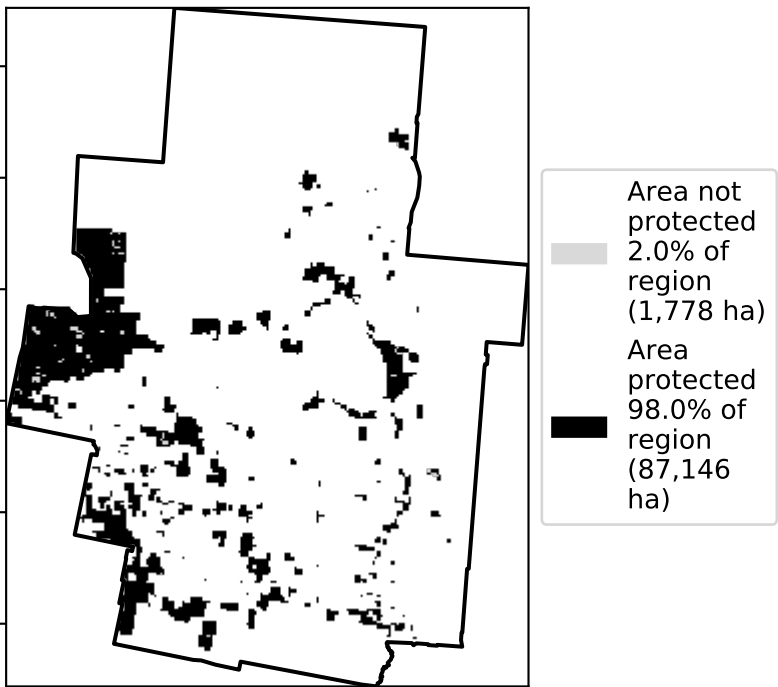 Area not
protected
2.0% of
region
(1,778 ha)
Area
protected
98.0% of
region
(87,146
ha)